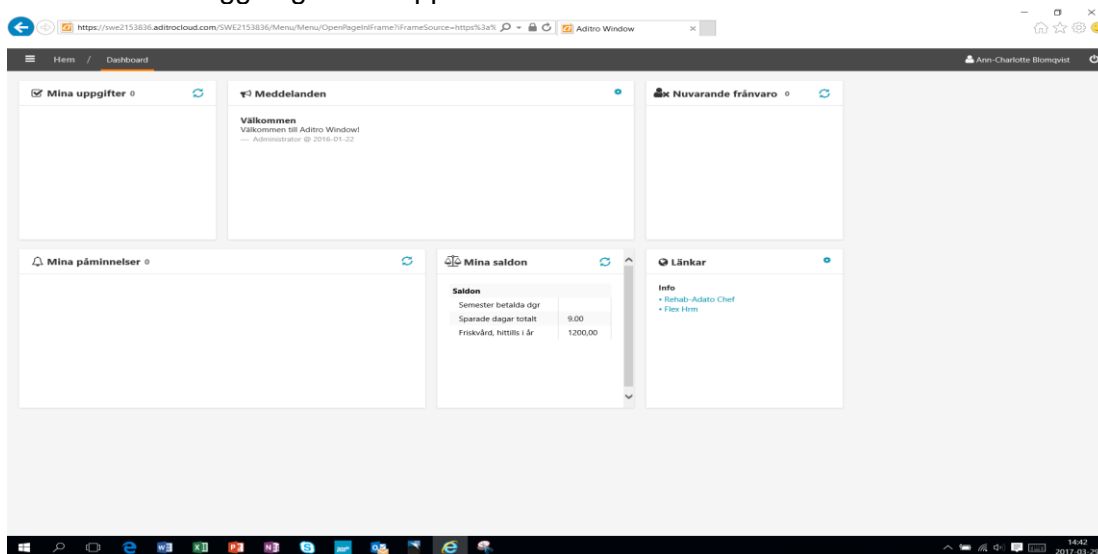 https://swe2153836.aditrocloud.com/SWE2153836/Menu/Menu/OpenPageInIFrame?iFrameSource=https%3a%
Aditro Window
Hem / Dashboard
Ann-Charlotte Blomqvist
Mina uppgifter 0
Meddelanden
Nuvarande frånvaro 0
Välkommen
Välkommen till Aditro Window!
— Administrator @ 2016-01-22
Mina påminnelser 0
Mina saldon
Länkar
Saldon
Semester betalda dgr
Sparade dagar totalt 9.00
Friskvård, hittills i år 1200,00
Info
• Rehab-Adato Chef
• Flex Hrm
14:42
2017-03-29